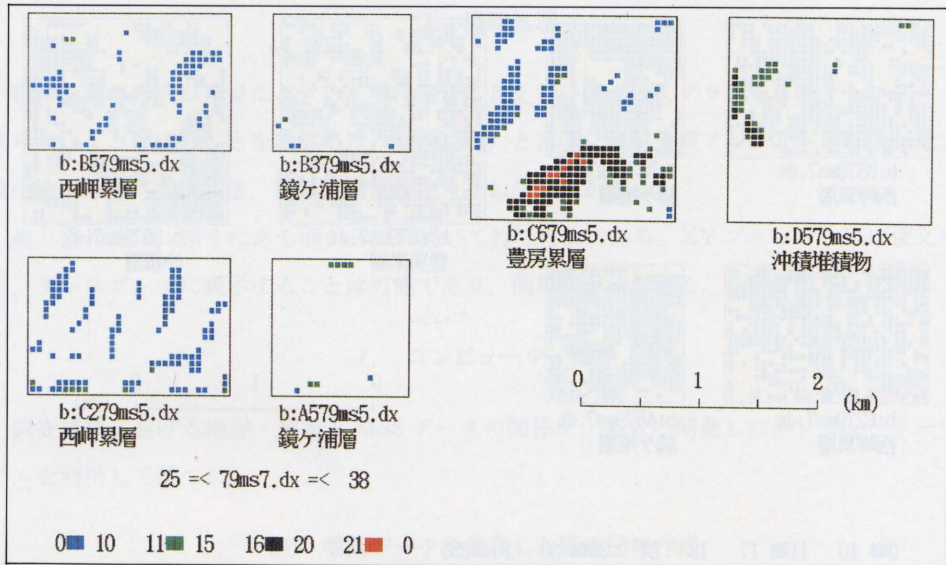 b:B579ms5.dx
西岬累層
b:B379ms5.dx
鏡ケ浦層
b:C679ms5.dx
豊房累層
b:D579ms5.dx
沖積堆積物
b:C279ms5.dx
西岬累層
b:A579ms5.dx
鏡ケ浦層
0 1 2
(km)
25 =< 79ms7.dx =< 38
0 10 11 15 16 20 21 0